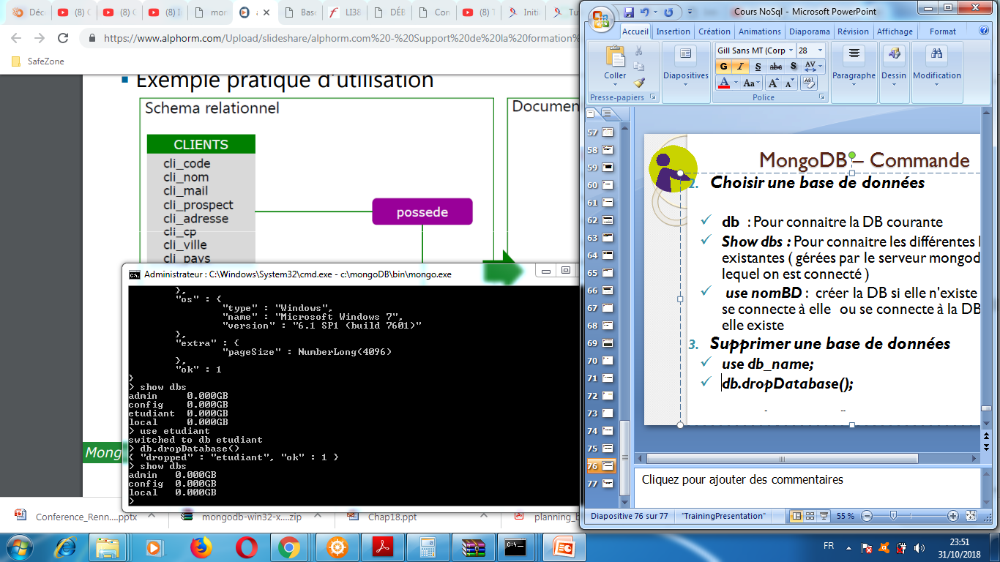 Déco
(8) C
(8) C
(8) I
mon
a
Base
LI38
DÉB
Con
(8) T
Initi
Tu
https://www.alphorm.com/Upload/slideshare/alphorm.com%20-%20Support%20de%20la%20formation%
SafeZone
Exemple pratique d'utilisation
Schema relationnel
Documen
CLIENTS
cli_code
cli_nom
cli_mail
cli_prospect
cli_adresse
cli_cp
cli_ville
cli_pays
possede
Mong
Administrateur : C:\Windows\System32\cmd.exe - c:\mongoDB\bin\mongo.exe
},
"os" : {
"type" : "Windows",
"name" : "Microsoft Windows 7",
"version" : "6.1 SP1 (build 7601)"
},
"extra" : {
"pageSize" : NumberLong(4096)
},
"ok" : 1
}
> show dbs
admin 0.000GB
config 0.000GB
etudiant 0.000GB
local 0.000GB
> use etudiant
switched to db etudiant
> db.dropDatabase()
{ "dropped" : "etudiant", "ok" : 1 }
> show dbs
admin 0.000GB
config 0.000GB
local 0.000GB
>
Cours NoSql - Microsoft PowerPoint
Accueil Insertion Création Animations Diaporama Révision Affichage Format
Coller
Presse-papiers
Diapositives
Gill Sans MT (Corp 28
G I S abc S AV
A Aa A A
Police
Paragraphe
Dessin
Modification
57
58
59
60
61
62
63
64
65
66
67
68
69
70
71
72
73
74
75
76
77
MongoDB – Commande
2. Choisir une base de données
db : Pour connaitre la DB courante
Show dbs : Pour connaitre les différentes
existantes ( gérées par le serveur mongod
lequel on est connecté )
use nomBD : créer la DB si elle n'existe
se connecte à elle ou se connecte à la DB
elle existe
3. Supprimer une base de données
use db_name;
db.dropDatabase();
Cliquez pour ajouter des commentaires
Diapositive 76 sur 77 "TrainingPresentation" 55 %
Conference_Renn....pptx
mongodb-win32-x....zip
Chap18.ppt
planning_b
FR
23:51
31/10/2018